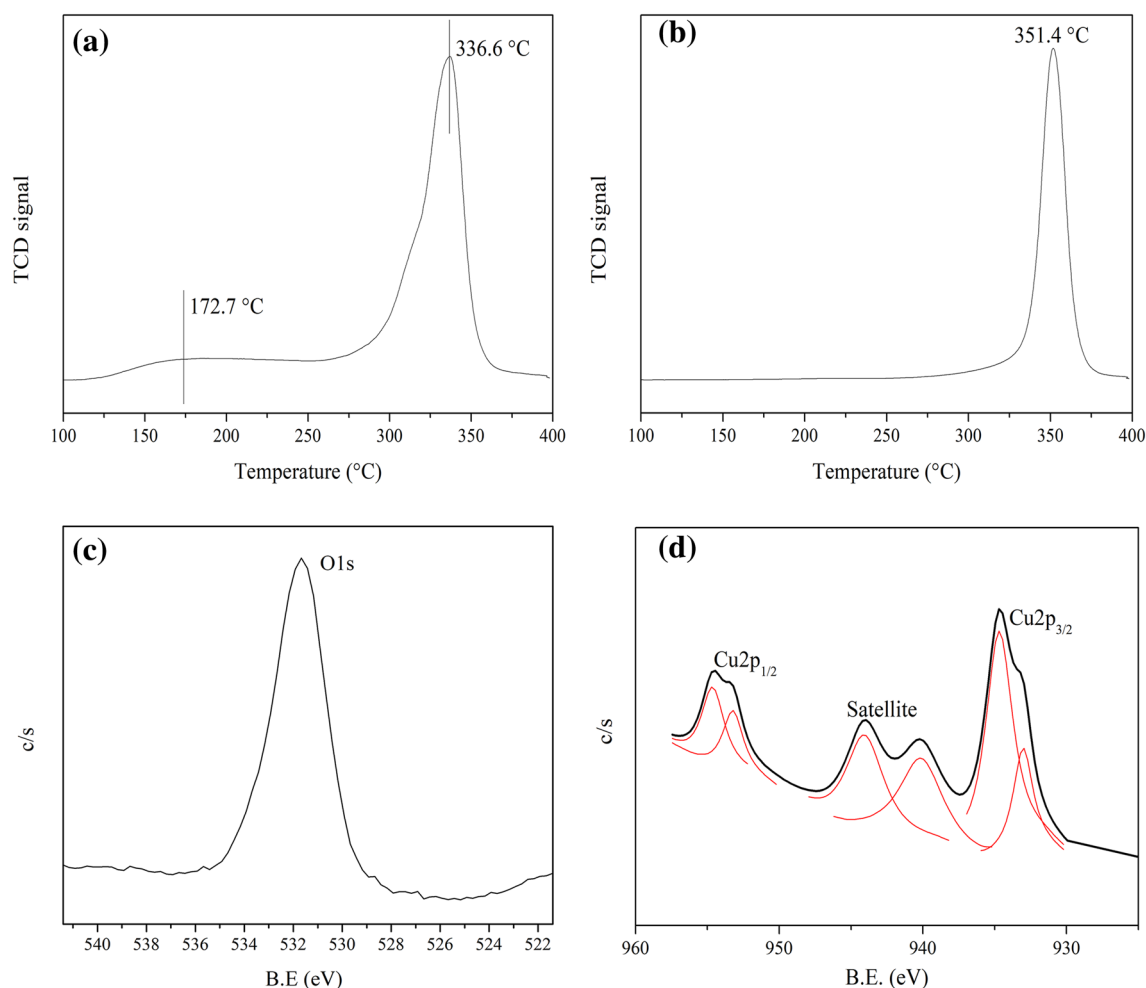 (a)
336.6 °C
172.7 °C
TCD signal
100 150 200 250 300 350 400
Temperature (°C)
(b)
351.4 °C
TCD signal
100 150 200 250 300 350 400
Temperature (°C)
(c)
O1s
c/s
540 538 536 534 532 530 528 526 524 522
B.E (eV)
(d)
Cu2p3/2
Cu2p1/2
Satellite
c/s
960 950 940 930
B.E. (eV)